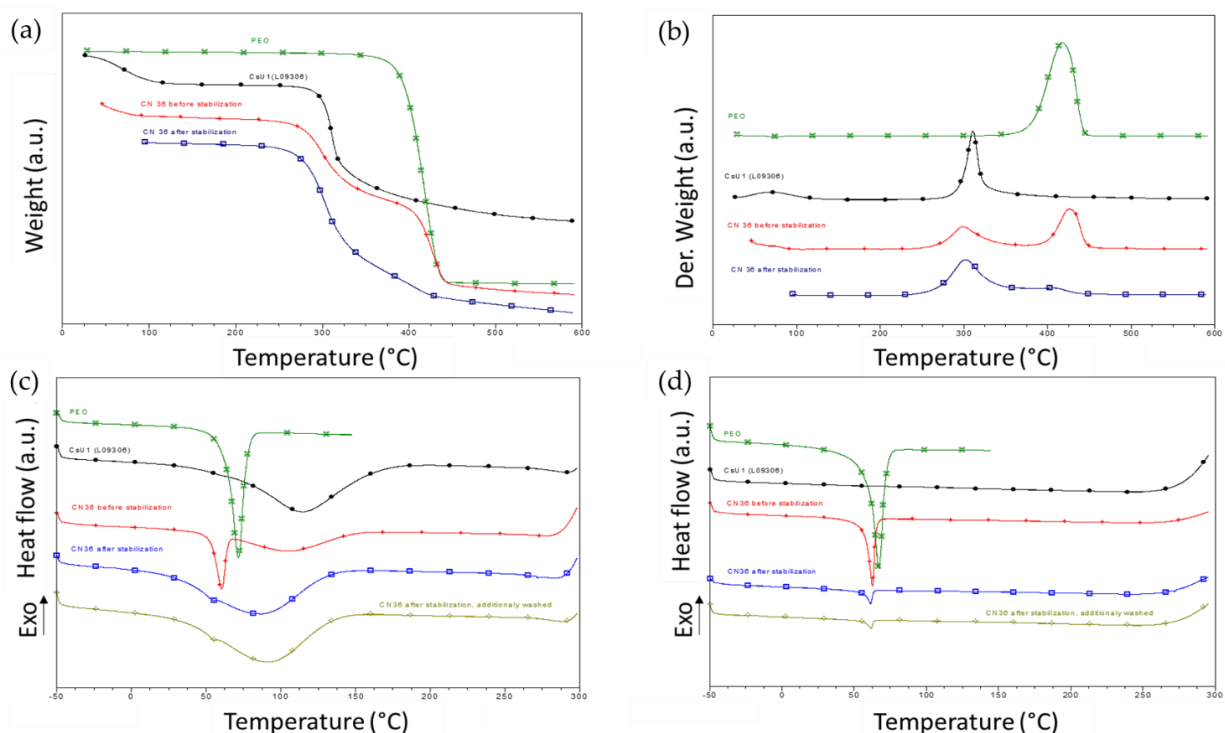 (a)
Weight (a.u.)
PEO
CsU1(L09306)
CN 36 before stabilization
CN 36 after stabilization
0 100 200 300 400 500 600
Temperature (°C)
(b)
Der. Weight (a.u.)
PEO
CsU1 (L09306)
CN 36 before stabilization
CN 36 after stabilization
0 100 200 300 400 500 600
Temperature (°C)
(c)
Exo
Heat flow (a.u.)
PEO
CsU1 (L09306)
CN36 before stabilization
CN36 after stabilization
CN36 after stabilization, additionaly washed
-50 0 50 100 150 200 250 300
Temperature (°C)
(d)
Exo
Heat flow (a.u.)
PEO
CsU1 (L09306)
CN36 before stabilization
CN36 after stabilization
CN36 after stabilization, additionaly washed
-50 0 50 100 150 200 250 300
Temperature (°C)